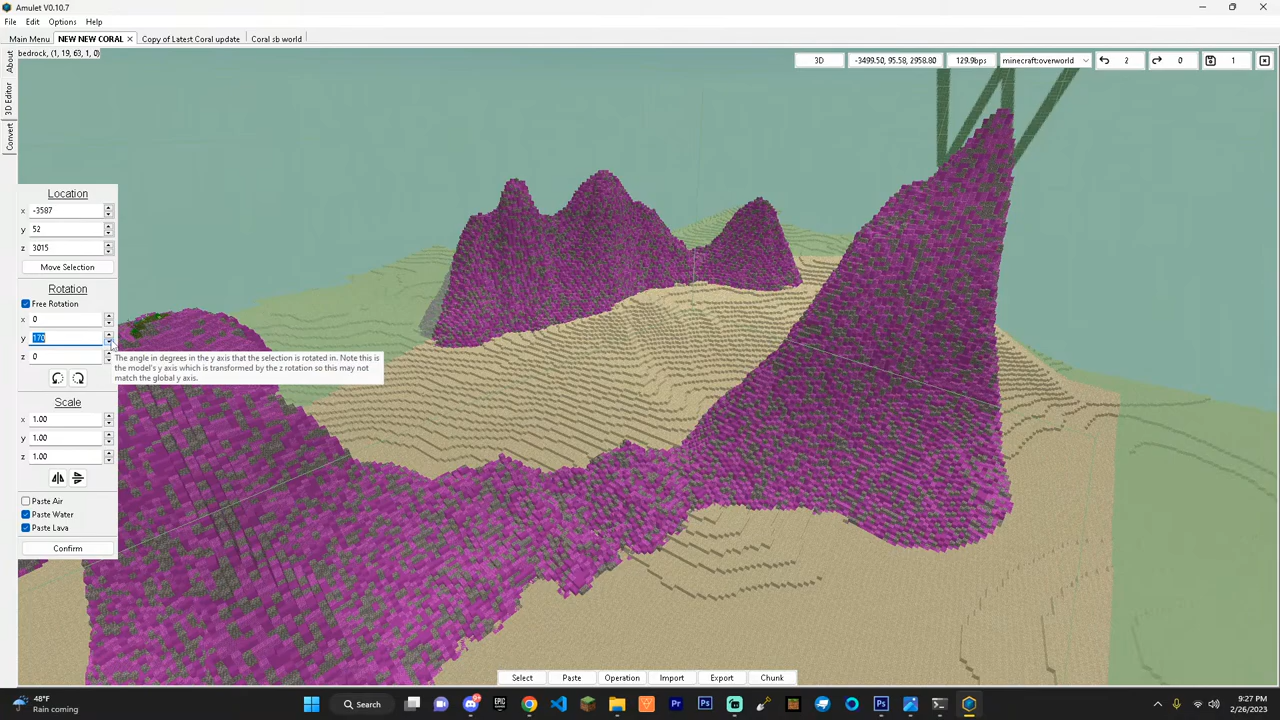 Amulet V0.10.7
File Edit Options Help
Main Menu NEW NEW CORAL Copy of Latest Coral update Coral sb world
bedrock, (1, 19, 63, 1, 0)
3D -3499.50, 95.58, 2958.80 129.9bps minecraft:overworld 2 0 1
About
3D Editor
Convert
Location
x -3587
y 52
z 3015
Move Selection
Rotation
Free Rotation
x 0
y 170
z 0
The angle in degrees in the y axis that the selection is rotated in. Note this is
the model's y axis which is transformed by the z rotation so this may not
match the global y axis.
Scale
x 1.00
y 1.00
z 1.00
Paste Air
Paste Water
Paste Lava
Confirm
Select Paste Operation Import Export Chunk
48°F
Rain coming
Search
9:27 PM
2/26/2023